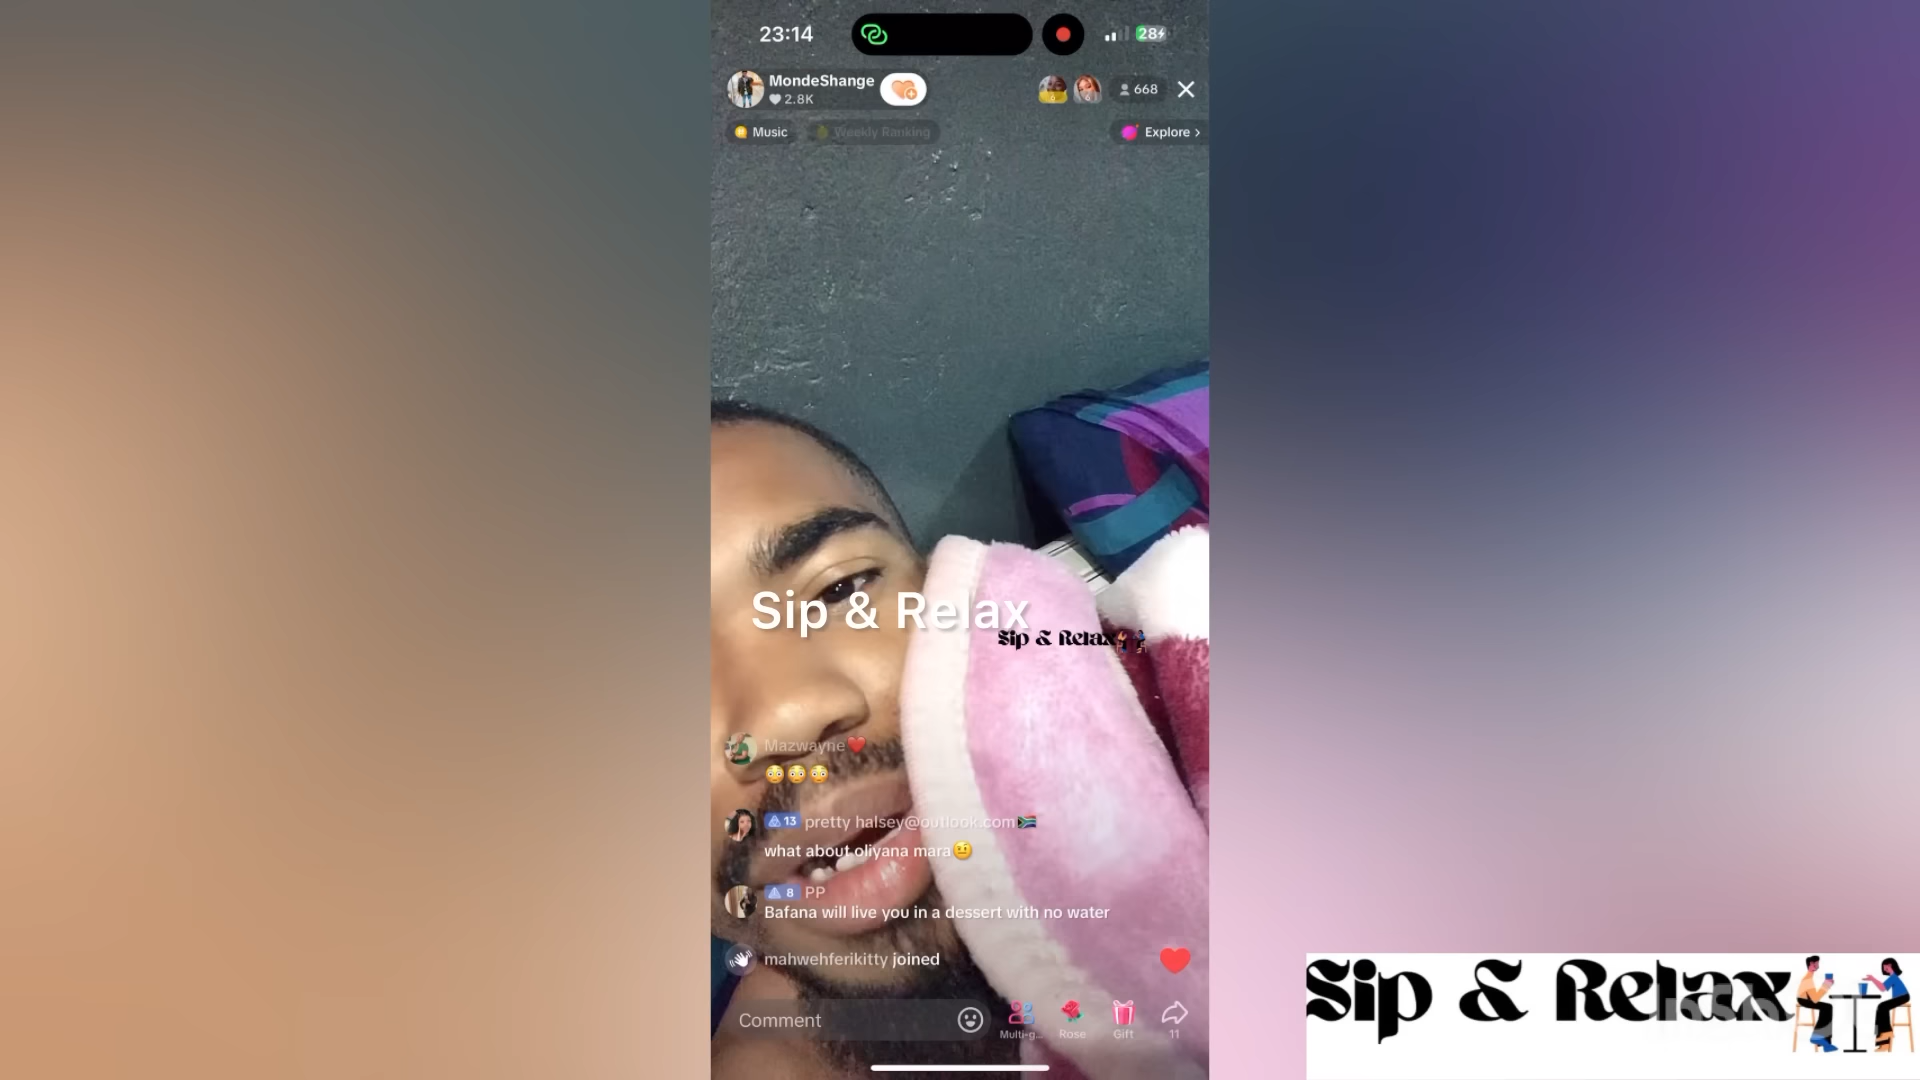 23:14
28
MondeShange
2.8K
668
Music
Weekly Ranking
Explore >
Sip & Relax
Sip & Relax
Mazwayne❤️
😳😳😳
13 pretty halsey@outlook.com🇿🇦
what about oliyana mara🤨
8 PP
Bafana will live you in a dessert with no water
mahwehferikitty joined
Comment
Multi-g...
Rose
Gift
11
Sip & Relax